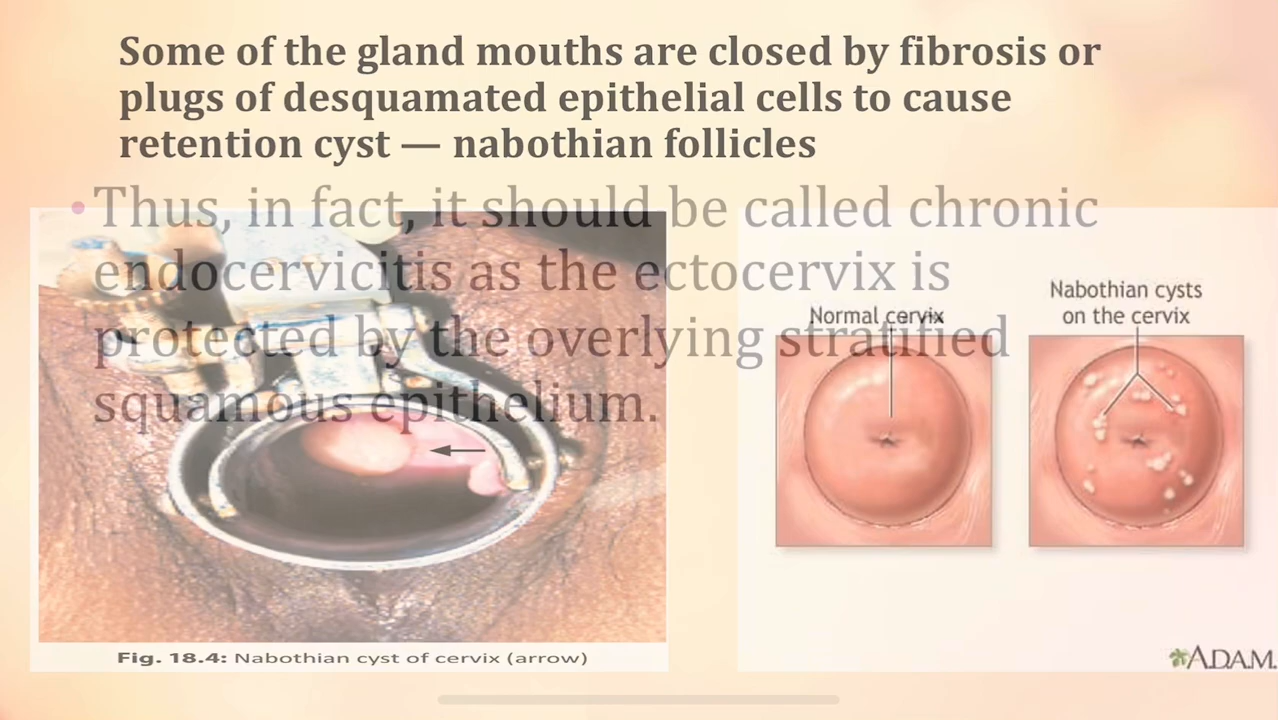 Some of the gland mouths are closed by fibrosis or
plugs of desquamated epithelial cells to cause
retention cyst — nabothian follicles
• Thus, in fact, it should be called chronic
endocervicitis as the ectocervix is
protected by the overlying stratified
squamous epithelium.
Normal cervix
Nabothian cysts
on the cervix
Fig. 18.4: Nabothian cyst of cervix (arrow)
A.D.A.M.